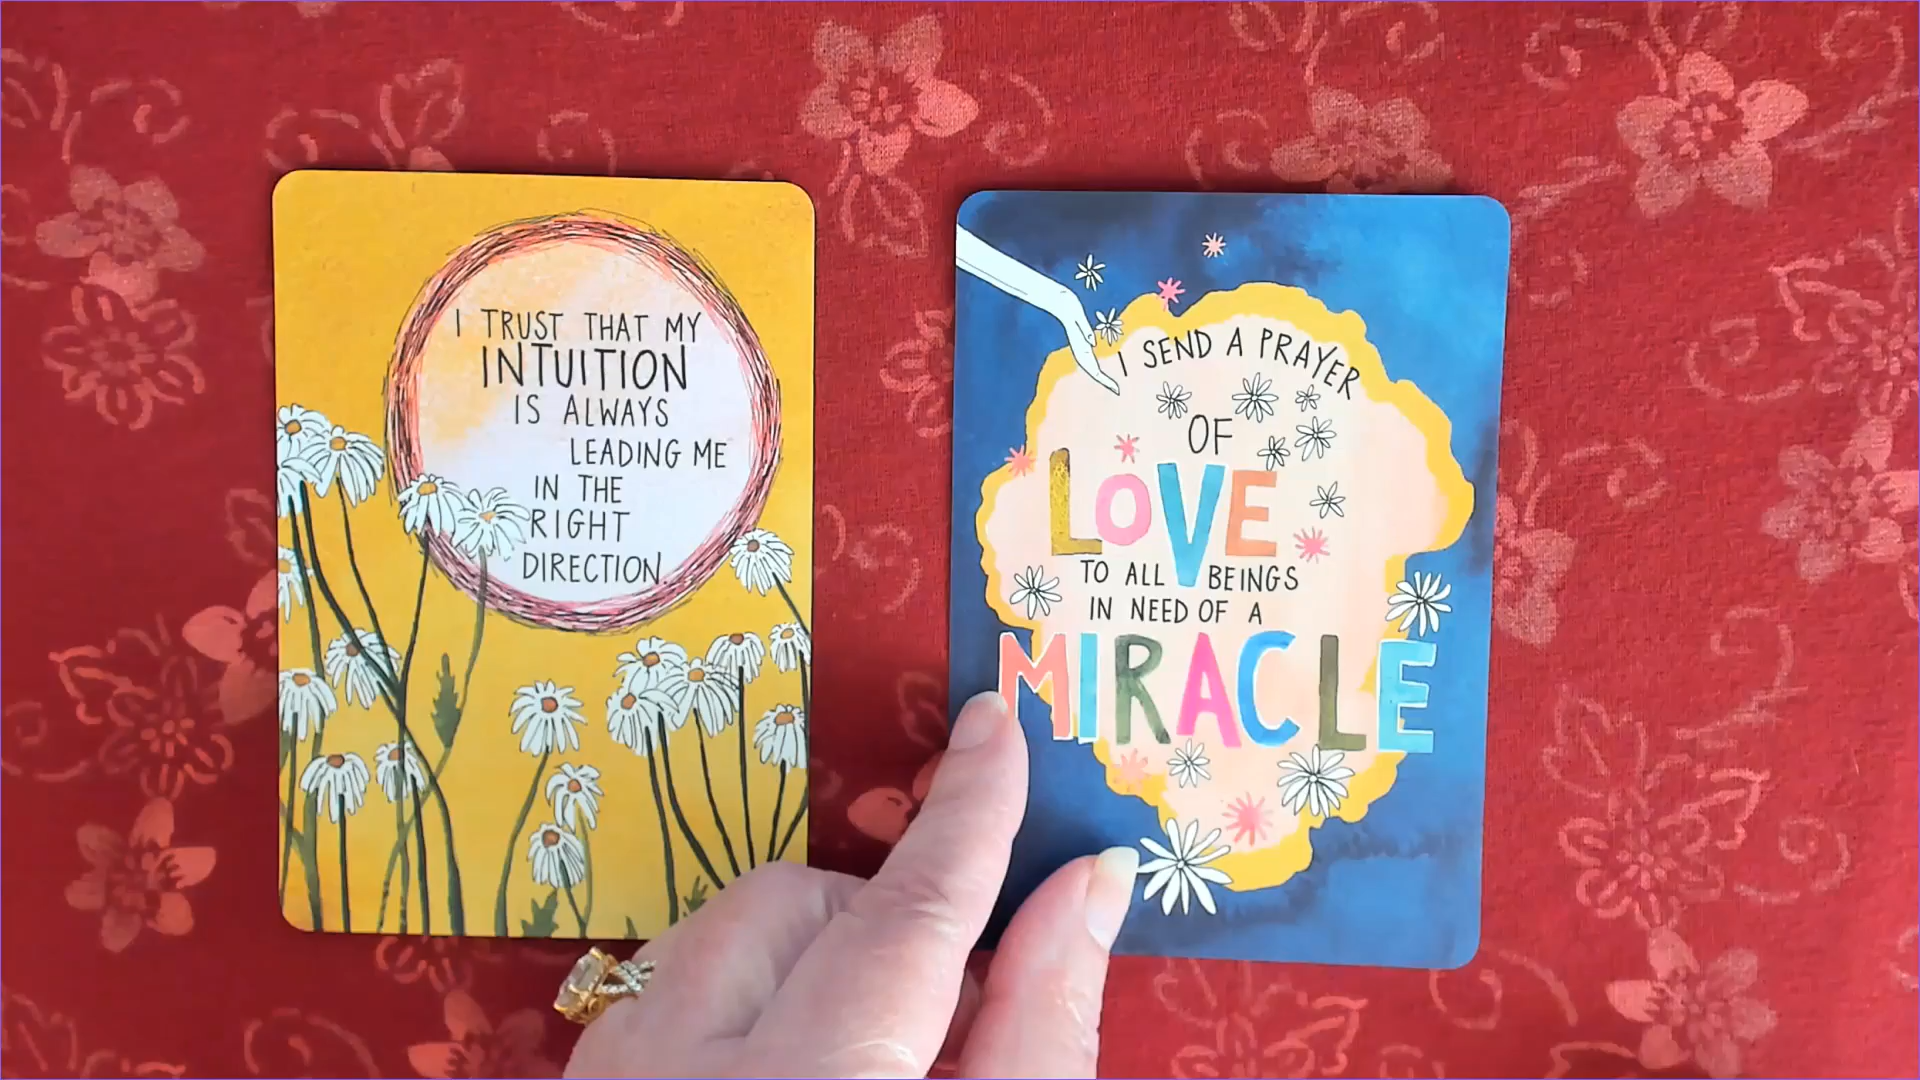 I TRUST THAT MY
INTUITION
IS ALWAYS
LEADING ME
IN THE
RIGHT
DIRECTION.
I SEND A PRAYER
OF
LOVE
TO ALL BEINGS
IN NEED OF A
MIRACLE